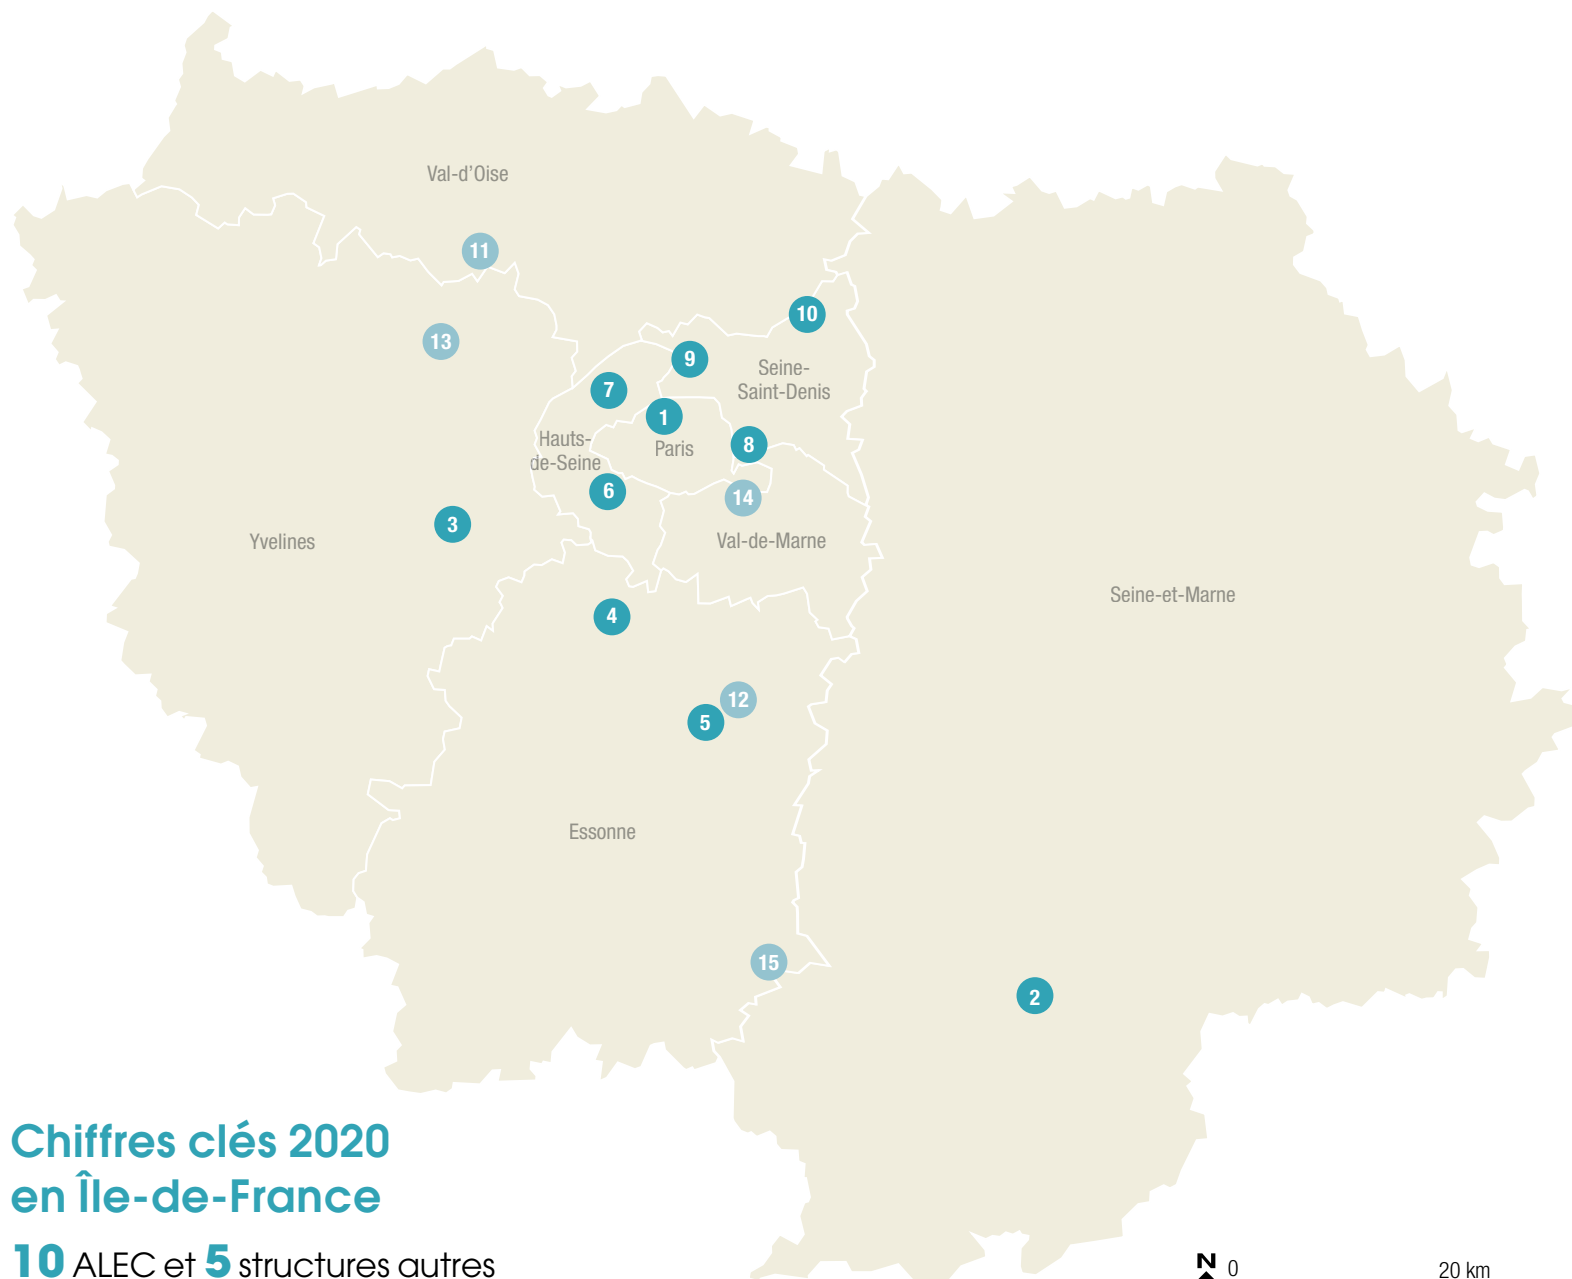 Val-d'Oise
11
10
13
9
Seine-
Saint-Denis
7
1
Hauts-
de-Seine
Paris
8
6
14
3
Yvelines
Val-de-Marne
Seine-et-Marne
4
12
5
Essonne
15
2
Chiffres clés 2020
en Île-de-France
10 ALEC et 5 structures autres
N 0 20 km